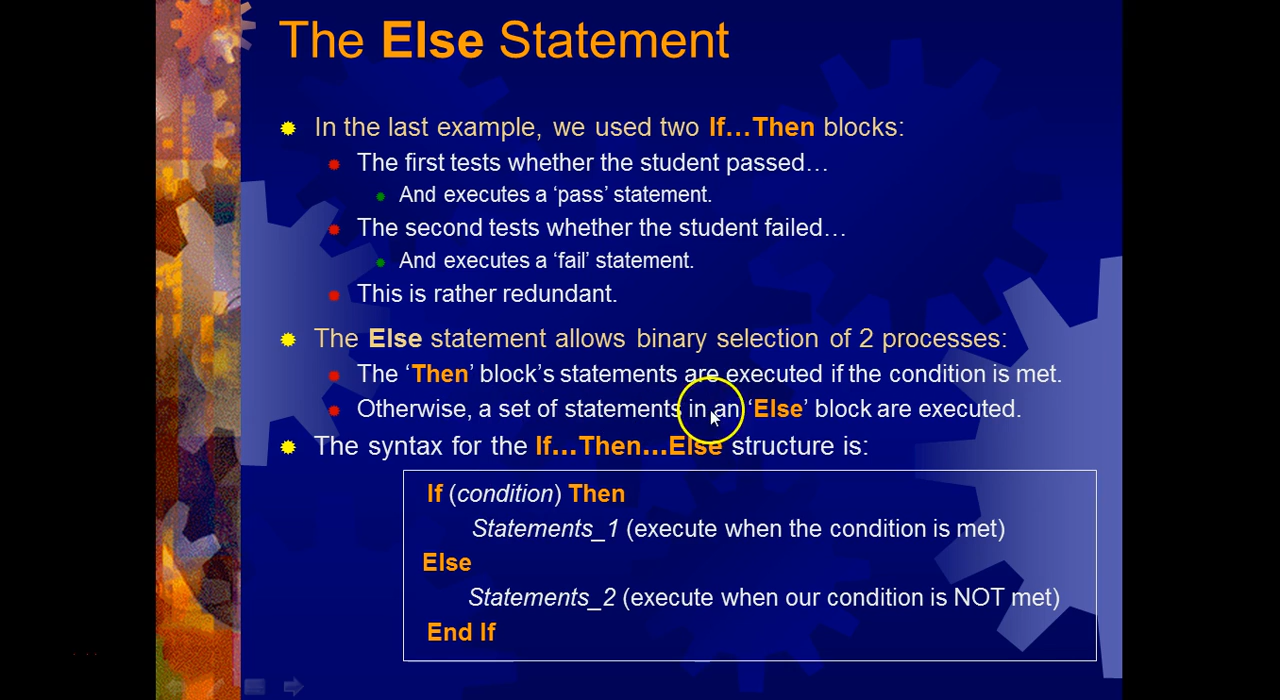 The Else Statement
In the last example, we used two If…Then blocks:
The first tests whether the student passed…
And executes a ‘pass’ statement.
The second tests whether the student failed…
And executes a ‘fail’ statement.
This is rather redundant.
The Else statement allows binary selection of 2 processes:
The ‘Then’ block’s statements are executed if the condition is met.
Otherwise, a set of statements in an ‘Else’ block are executed.
The syntax for the If…Then…Else structure is:
If (condition) Then
Statements_1 (execute when the condition is met)
Else
Statements_2 (execute when our condition is NOT met)
End If